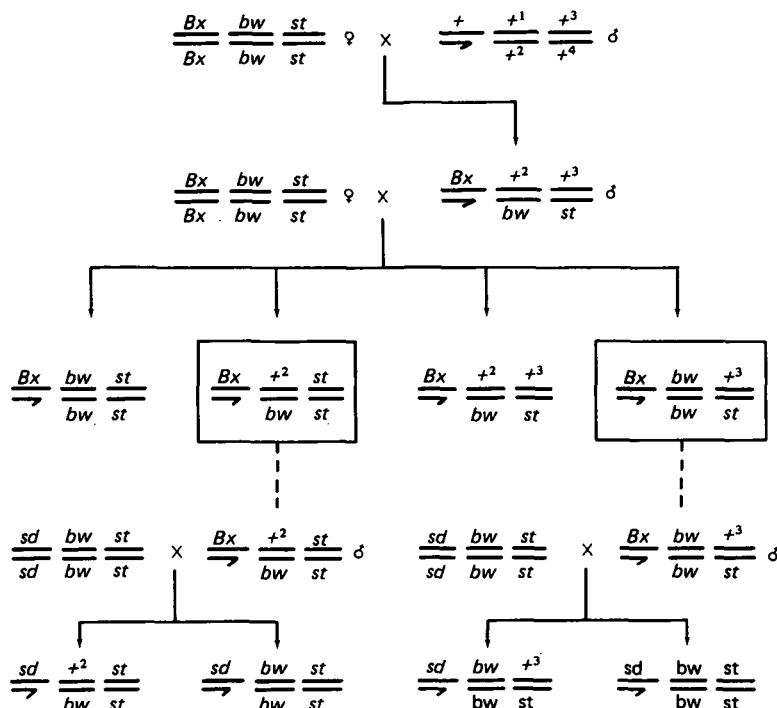 Bx bw st + +1 +3
♀ X ♂
Bx bw st +2 +4
Bx bw st Bx +2 +3
♀ X ♂
Bx bw st bw st
Bx bw st Bx +2 st Bx +2 +3 Bx bw +3
bw st bw st bw st bw st
sd bw st Bx +2 st sd bw st Bx bw +3
X ♂ X ♂
sd bw st bw st sd bw st bw st
sd +2 st sd bw st sd bw +3 sd bw st
bw st bw st bw st bw st